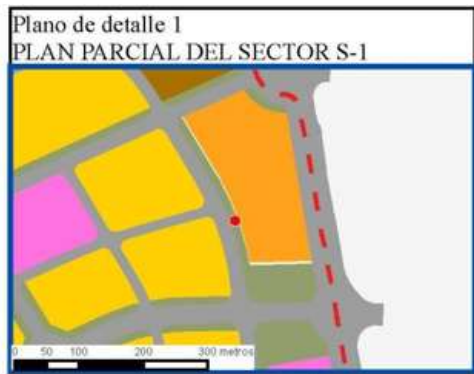 Plano de detalle 1
PLAN PARCIAL DEL SECTOR S-1
0 50 100 200 300 metros